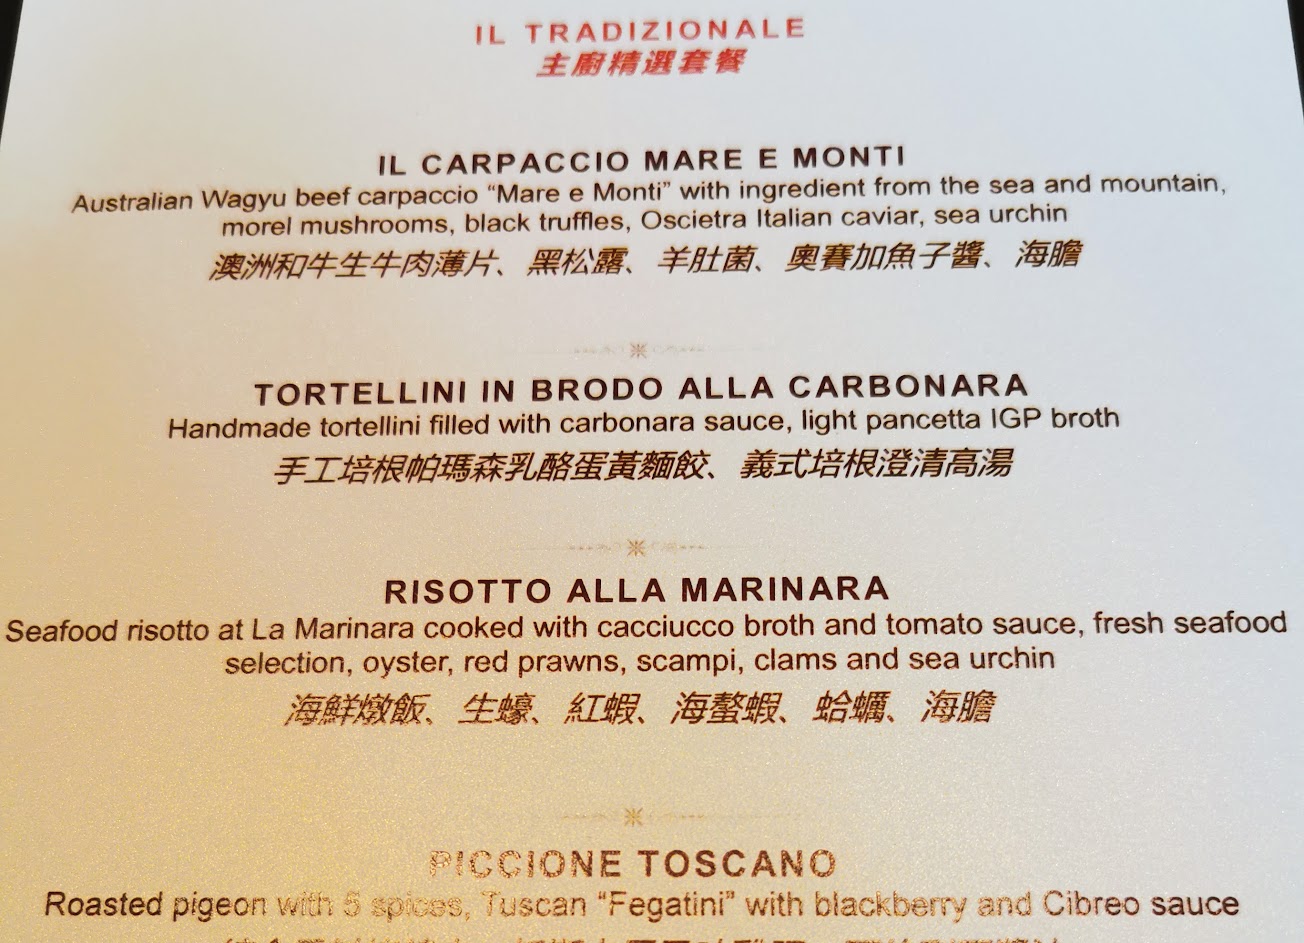 IL TRADIZIONALE
主廚精選套餐
IL CARPACCIO MARE E MONTI
Australian Wagyu beef carpaccio “Mare e Monti” with ingredient from the sea and mountain,
morel mushrooms, black truffles, Oscietra Italian caviar, sea urchin
澳洲和牛生牛肉薄片、黑松露、羊肚菌、奧賽加魚子醬、海膽
TORTELLINI IN BRODO ALLA CARBONARA
Handmade tortellini filled with carbonara sauce, light pancetta IGP broth
手工培根帕瑪森乳酪蛋黃麵餃、義式培根澄清高湯
RISOTTO ALLA MARINARA
Seafood risotto at La Marinara cooked with cacciucco broth and tomato sauce, fresh seafood
selection, oyster, red prawns, scampi, clams and sea urchin
海鮮燉飯、生蠔、紅蝦、海螯蝦、蛤蠣、海膽
PICCIONE TOSCANO
Roasted pigeon with 5 spices, Tuscan “Fegatini” with blackberry and Cibreo sauce